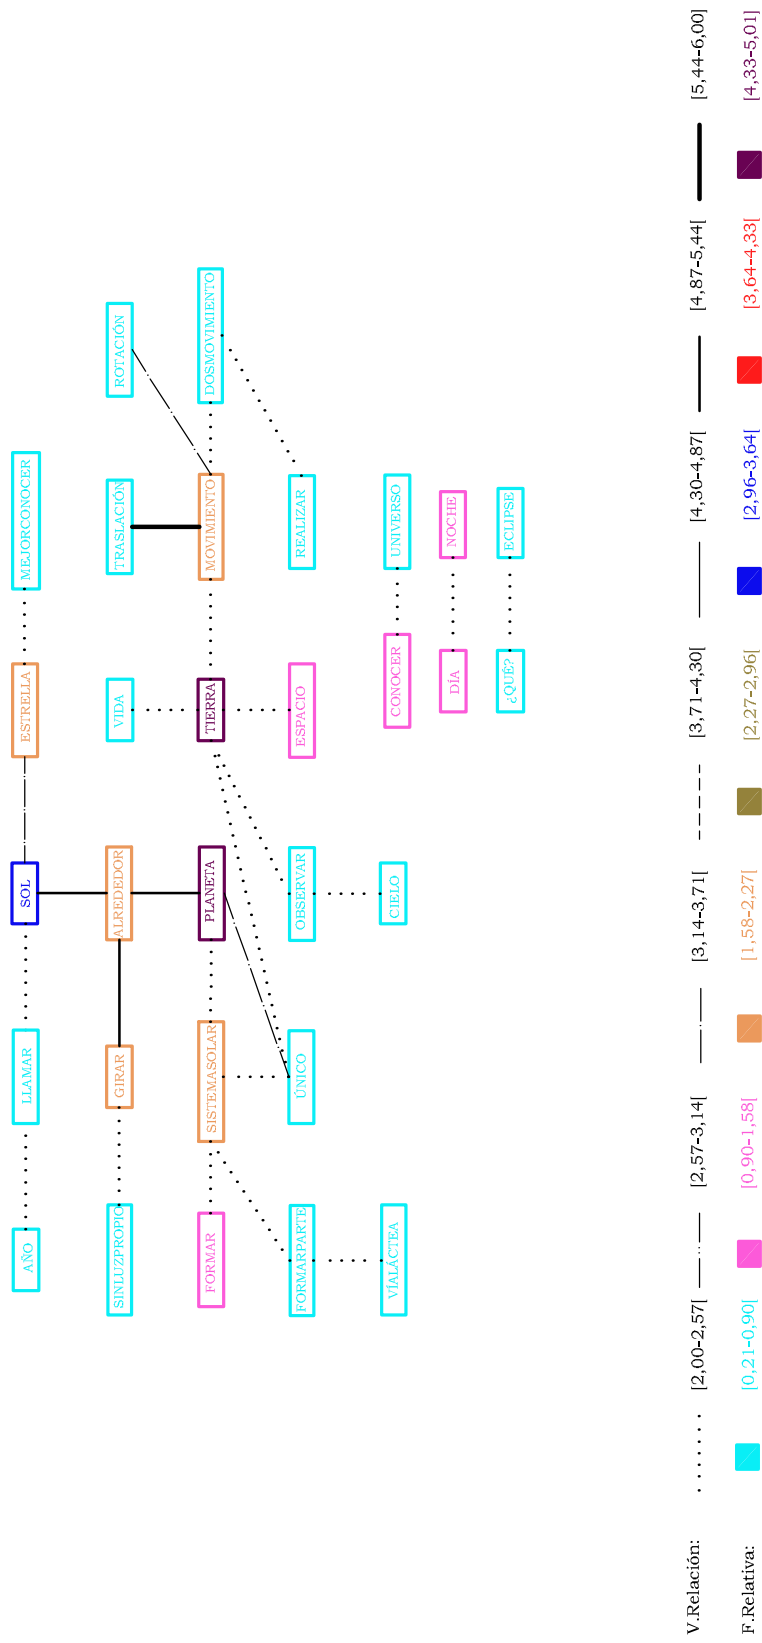 AÑO LLAMAR SOL ESTRELLA MEJORCONOCER
SINLUZPROPIO GIRAR ALREDEDOR VIDA TRASLACIÓN ROTACIÓN
FORMAR SISTEMASOLAR PLANETA TIERRA MOVIMIENTO DOSMOVIMIENTO
FORMARPARTE ÚNICO OBSERVAR ESPACIO REALIZAR
VÍALÁCTEA CIELO CONOCER UNIVERSO
DÍA NOCHE
¿QUÉ? ECLIPSE
V.Relación: [2,00-2,57[ [2,57-3,14[ [3,14-3,71[ [3,71-4,30[ [4,30-4,87[ [4,87-5,44[ [5,44-6,00]
F.Relativa: [0,21-0,90[ [0,90-1,58[ [1,58-2,27[ [2,27-2,96[ [2,96-3,64[ [3,64-4,33[ [4,33-5,01]